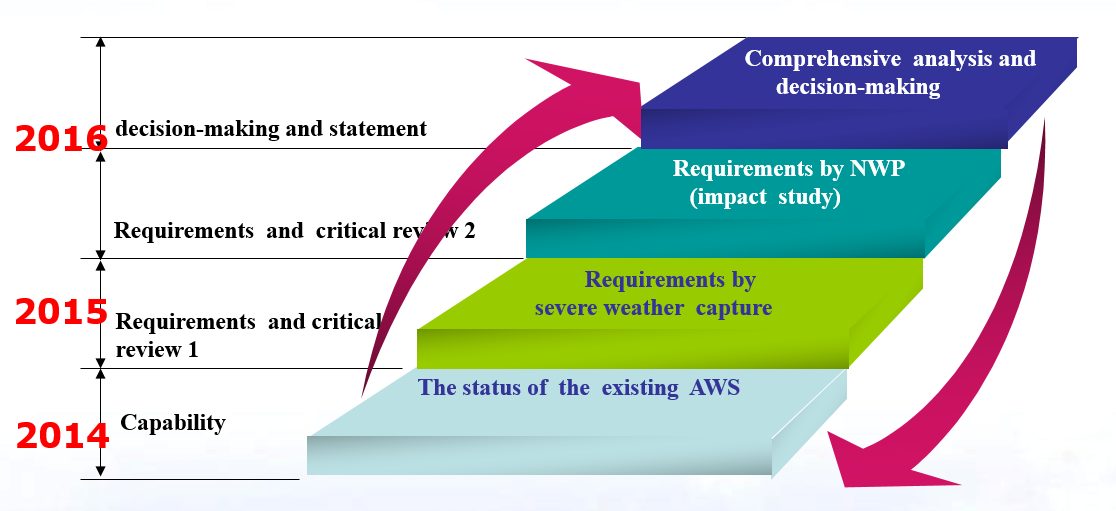 Comprehensive analysis and
decision-making
2016
decision-making and statement
Requirements by NWP
(impact study)
Requirements and critical review 2
Requirements by
severe weather capture
2015
Requirements and critical
review 1
The status of the existing AWS
Capability
2014